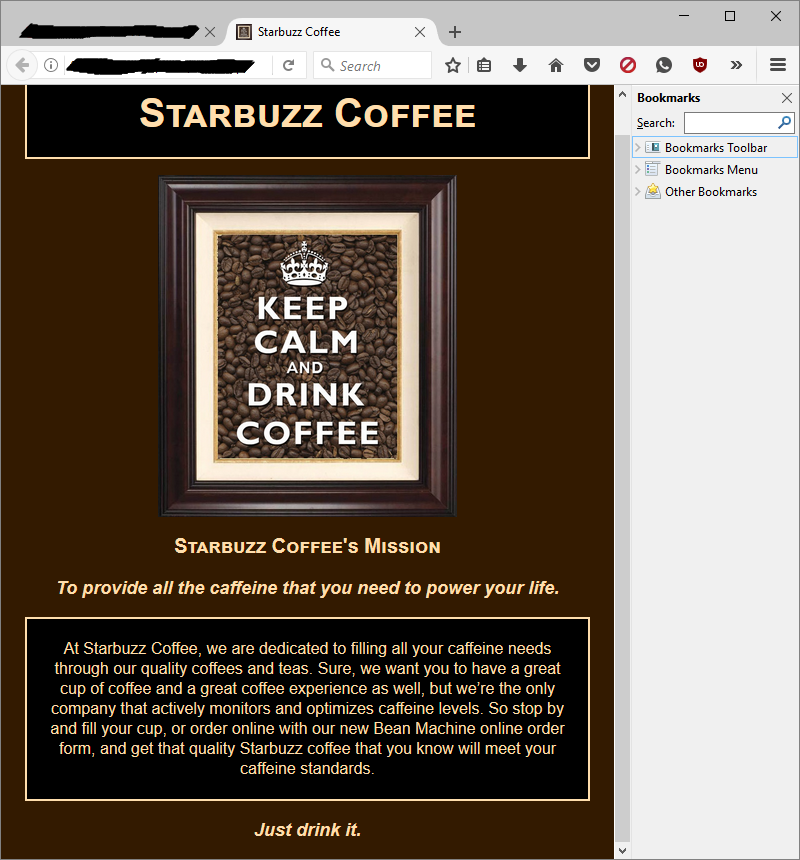 Starbuzz Coffee
Search
Bookmarks
Search:
Bookmarks Toolbar
Bookmarks Menu
Other Bookmarks
STARBUZZ COFFEE
KEEP
CALM
AND
DRINK
COFFEE
STARBUZZ COFFEE'S MISSION
To provide all the caffeine that you need to power your life.
At Starbuzz Coffee, we are dedicated to filling all your caffeine needs
through our quality coffees and teas. Sure, we want you to have a great
cup of coffee and a great coffee experience as well, but we’re the only
company that actively monitors and optimizes caffeine levels. So stop by
and fill your cup, or order online with our new Bean Machine online order
form, and get that quality Starbuzz coffee that you know will meet your
caffeine standards.
Just drink it.